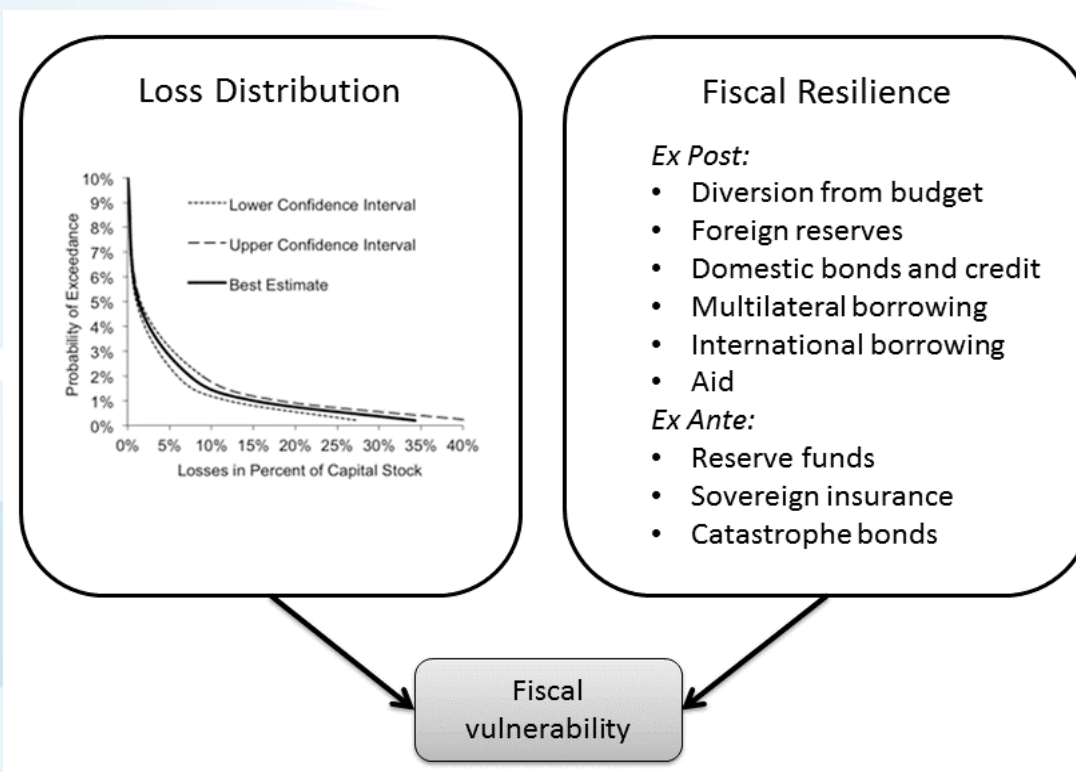 Loss Distribution
10%
9%
8%
7%
6%
5%
4%
3%
2%
1%
0%
Probability of Exceedance
Lower Confidence Interval
Upper Confidence Interval
Best Estimate
0% 5% 10% 15% 20% 25% 30% 35% 40%
Losses in Percent of Capital Stock
Fiscal Resilience
Ex Post:
• Diversion from budget
• Foreign reserves
• Domestic bonds and credit
• Multilateral borrowing
• International borrowing
• Aid
Ex Ante:
• Reserve funds
• Sovereign insurance
• Catastrophe bonds
Fiscal
vulnerability